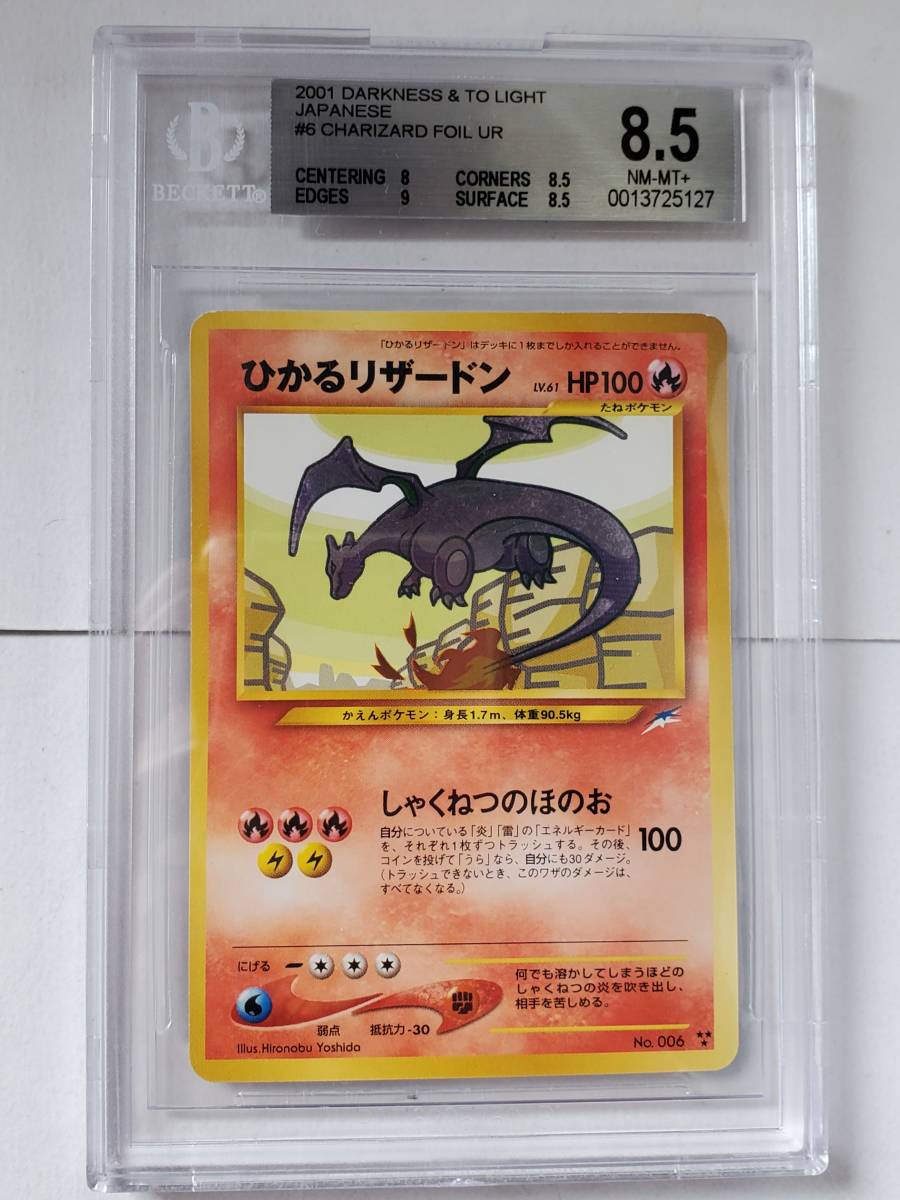 2001 DARKNESS & TO LIGHT
JAPANESE
#6 CHARIZARD FOIL UR
CENTERING 8 CORNERS 8.5
EDGES 9 SURFACE 8.5
8.5
NM-MT+
0013725127
B
BECKETT®
「ひかるリザードン」はデッキに1枚までしか入れることができません。
ひかるリザードン LV.61 HP100
たねポケモン
かえんポケモン：身長1.7m、体重90.5kg
しゃくねつのほのお
自分についている「炎」「雷」の「エネルギーカード」
を、それぞれ1枚ずつトラッシュする。その後、
コインを投げて「うら」なら、自分にも30ダメージ。
（トラッシュできないとき、このワザのダメージは、
すべてなくなる。）
100
にげる
弱点 抵抗力-30
何でも溶かしてしまうほどの
しゃくねつの炎を吹き出し、
相手を苦しめる。
Illus.Hironobu Yoshida
No. 006